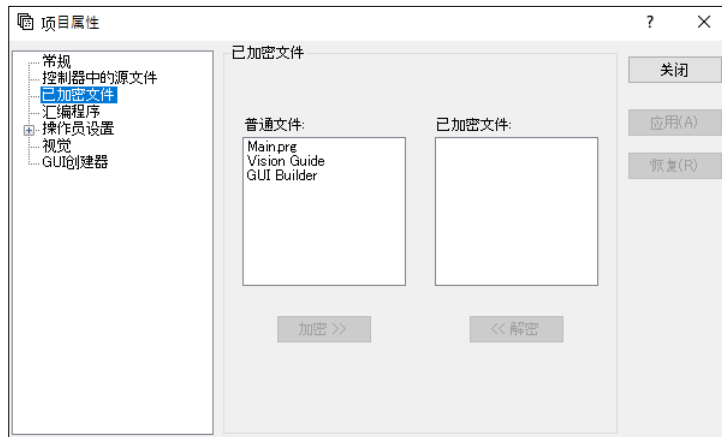 项目属性
?
常规
控制器中的源文件
已加密文件
汇编程序
操作员设置
视觉
GUI创建器
已加密文件
普通文件:
Main.prg
Vision Guide
GUI Builder
加密 >>
已加密文件:
<< 解密
关闭
应用(A)
恢复(R)